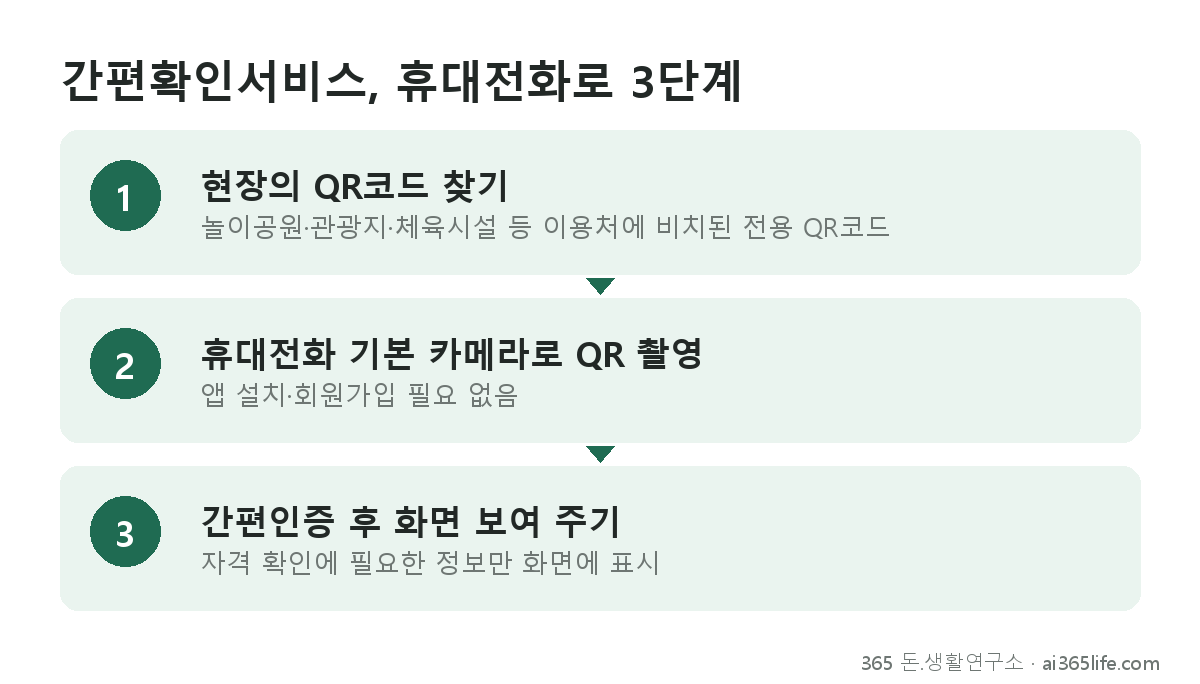 간편확인서비스, 휴대전화로 3단계
1
현장의 QR코드 찾기
놀이공원·관광지·체육시설 등 이용처에 비치된 전용 QR코드
2
휴대전화 기본 카메라로 QR 촬영
앱 설치·회원가입 필요 없음
3
간편인증 후 화면 보여 주기
자격 확인에 필요한 정보만 화면에 표시
365 돈.생활연구소 · ai365life.com